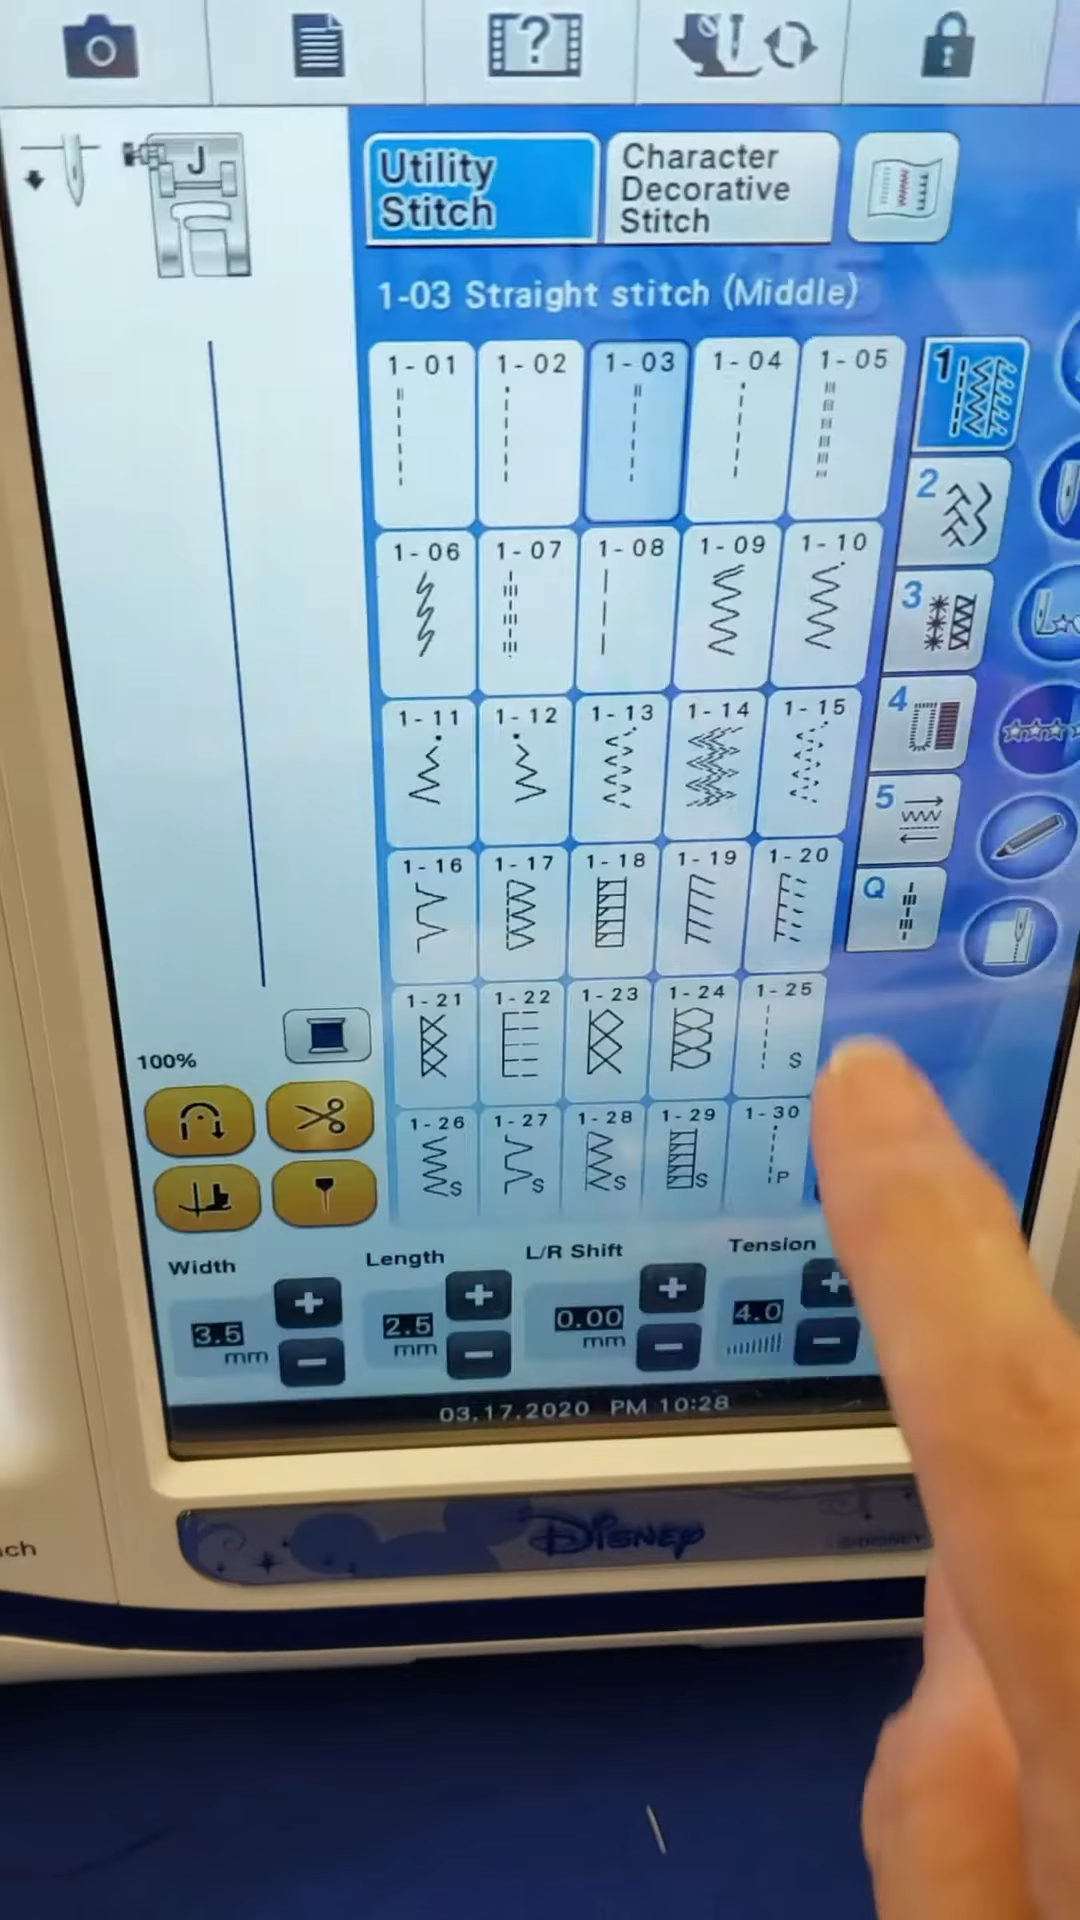 ?
J
Utility
Stitch
Character
Decorative
Stitch
1-03 Straight stitch (Middle)
1-01 1-02 1-03 1-04 1-05
1-06 1-07 1-08 1-09 1-10
1-11 1-12 1-13 1-14 1-15
1-16 1-17 1-18 1-19 1-20
1-21 1-22 1-23 1-24 1-25
S
1-26 1-27 1-28 1-29 1-30
S S S S P
1
2
3
4
5
Q
100%
Width Length L/R Shift Tension
3.5 2.5 0.00 4.0
mm mm mm
03.17.2020 PM 10:28
Disney
©DISNEY